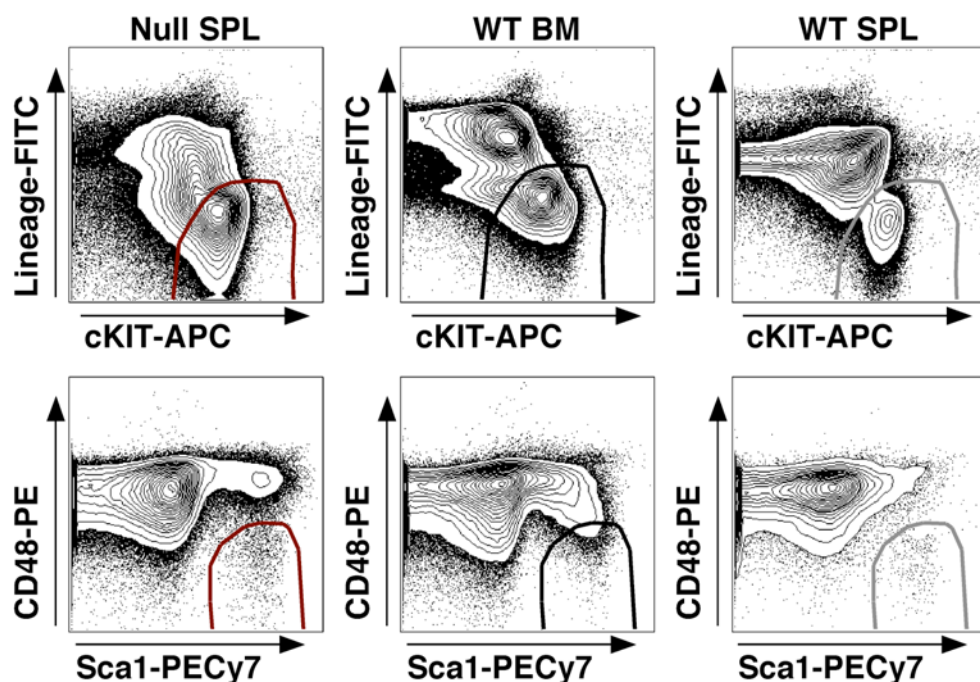 Null SPL
WT BM
WT SPL
Lineage-FITC
Lineage-FITC
Lineage-FITC
cKIT-APC
cKIT-APC
cKIT-APC
CD48-PE
CD48-PE
CD48-PE
Sca1-PECy7
Sca1-PECy7
Sca1-PECy7